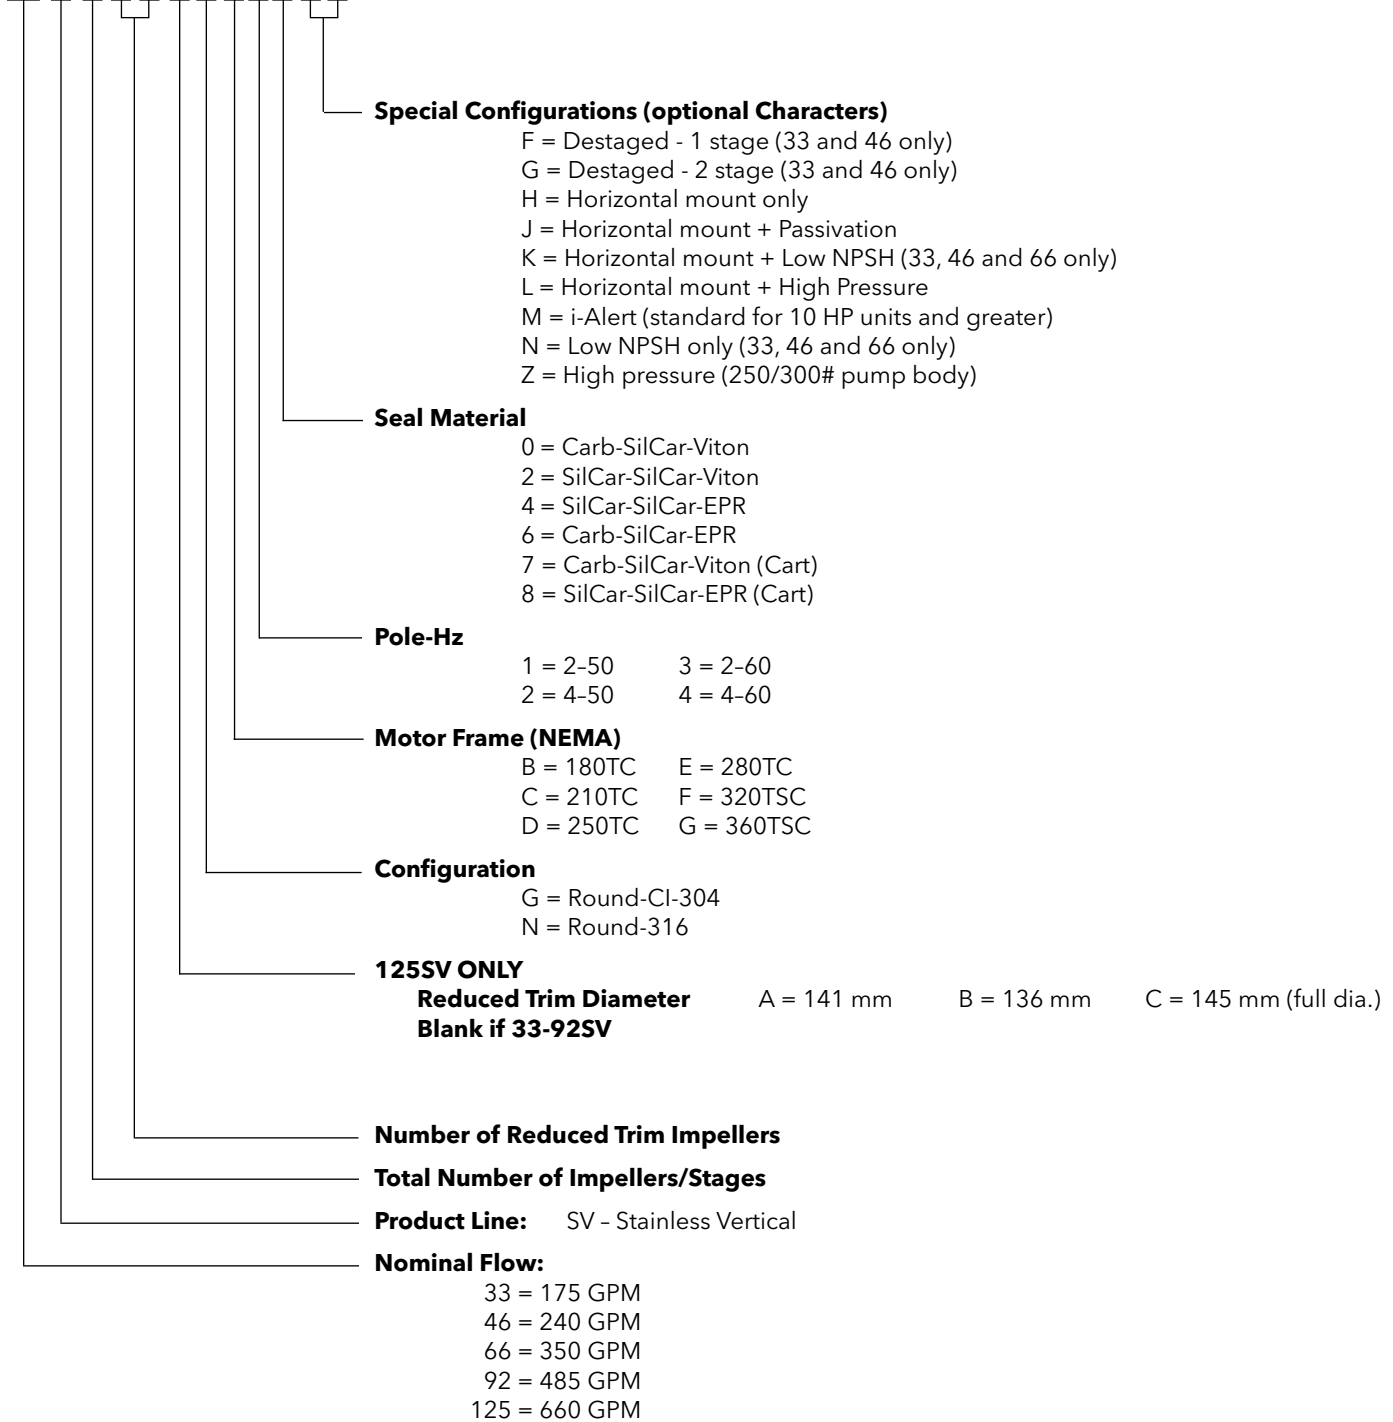 Special Configurations (optional Characters)
F = Destaged - 1 stage (33 and 46 only)
G = Destaged - 2 stage (33 and 46 only)
H = Horizontal mount only
J = Horizontal mount + Passivation
K = Horizontal mount + Low NPSH (33, 46 and 66 only)
L = Horizontal mount + High Pressure
M = i-Alert (standard for 10 HP units and greater)
N = Low NPSH only (33, 46 and 66 only)
Z = High pressure (250/300# pump body)
Seal Material
0 = Carb-SilCar-Viton
2 = SilCar-SilCar-Viton
4 = SilCar-SilCar-EPR
6 = Carb-SilCar-EPR
7 = Carb-SilCar-Viton (Cart)
8 = SilCar-SilCar-EPR (Cart)
Pole-Hz
1 = 2–50 3 = 2–60
2 = 4–50 4 = 4–60
Motor Frame (NEMA)
B = 180TC E = 280TC
C = 210TC F = 320TSC
D = 250TC G = 360TSC
Configuration
G = Round-CI-304
N = Round-316
125SV ONLY
Reduced Trim Diameter A = 141 mm B = 136 mm C = 145 mm (full dia.)
Blank if 33-92SV
Number of Reduced Trim Impellers
Total Number of Impellers/Stages
Product Line: SV – Stainless Vertical
Nominal Flow:
33 = 175 GPM
46 = 240 GPM
66 = 350 GPM
92 = 485 GPM
125 = 660 GPM